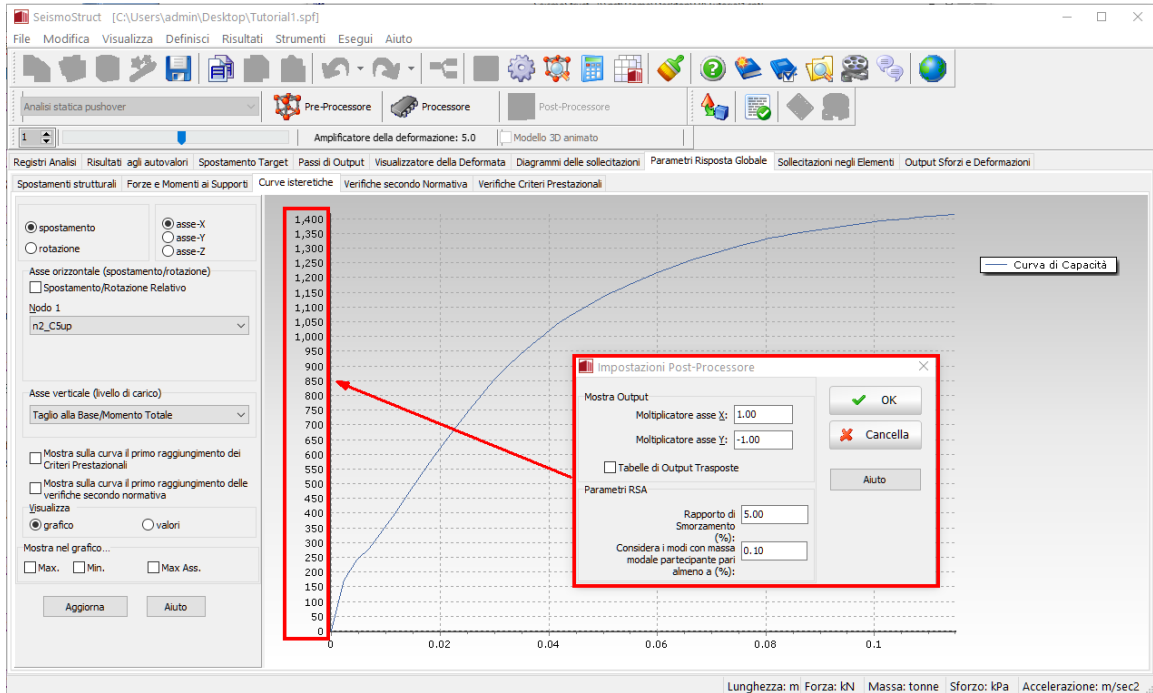 SeismoStruct [C:\Users\admin\Desktop\Tutorial1.spf]
File Modifica Visualizza Definisci Risultati Strumenti Esegui Aiuto
Analisi statica pushover Pre-Processore Processore Post-Processore
1 Amplificatore della deformazione: 5.0 Modello 3D animato
Registri Analisi Risultati agli autovalori Spostamento Target Passi di Output Visualizzatore della Deformata Diagrammi delle sollecitazioni Parametri Risposta Globale Sollecitazioni negli Elementi Output Sforzi e Deformazioni
Spostamenti strutturali Forze e Momenti ai Supporti Curve isteretiche Verifiche secondo Normativa Verifiche Criteri Prestazionali
spostamento
rotazione
asse-X
asse-Y
asse-Z
Asse orizzontale (spostamento/rotazione)
Spostamento/Rotazione Relativo
Nodo 1
n2_C5up
Asse verticale (livello di carico)
Taglio alla Base/Momento Totale
Mostra sulla curva il primo raggiungimento dei
Criteri Prestazionali
Mostra sulla curva il primo raggiungimento delle
verifiche secondo normativa
Visualizza
grafico valori
Mostra nel grafico...
Max. Min. Max Ass.
Aggiorna Aiuto
1,400
1,350
1,300
1,250
1,200
1,150
1,100
1,050
1,000
950
900
850
800
750
700
650
600
550
500
450
400
350
300
250
200
150
100
50
0
0 0.02 0.04 0.06 0.08 0.1
Curva di Capacità
Impostazioni Post-Processore
Mostra Output
Moltiplicatore asse X: 1.00
Moltiplicatore asse Y: -1.00
Tabelle di Output Trasposte
Parametri RSA
Rapporto di
Smorzamento
(%): 5.00
Considera i modi con massa
modale partecipante pari
almeno a (%): 0.10
OK
Cancella
Aiuto
Lunghezza: m Forza: kN Massa: tonne Sforzo: kPa Accelerazione: m/sec2